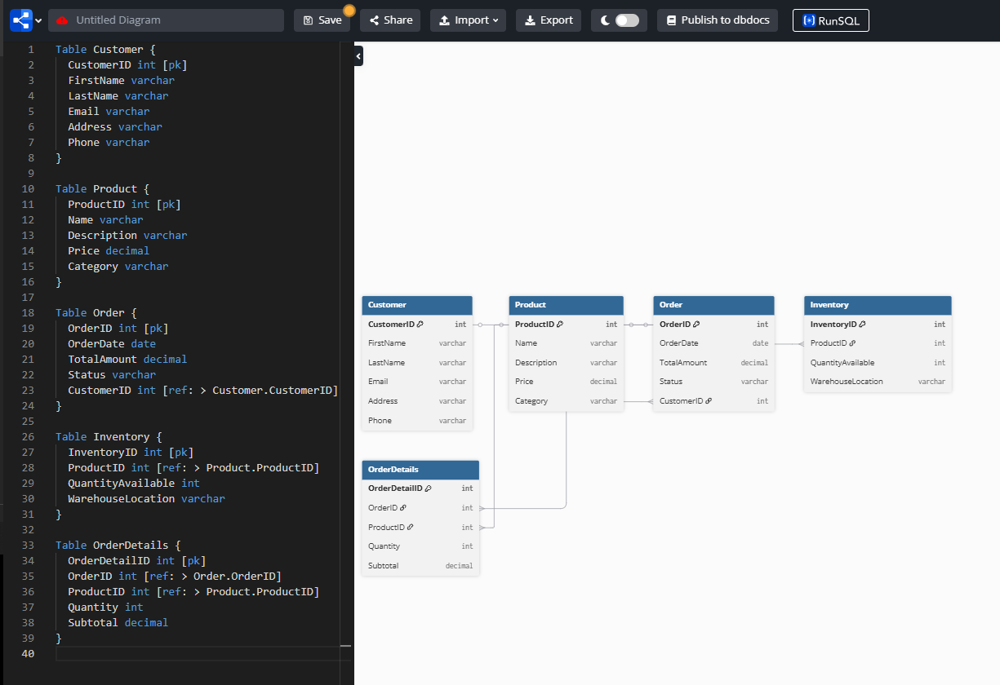 Untitled Diagram
Save
Share
Import
Export
Publish to dbdocs
RunSQL
1 Table Customer {
2 CustomerID int [pk]
3 FirstName varchar
4 LastName varchar
5 Email varchar
6 Address varchar
7 Phone varchar
8 }
9
10 Table Product {
11 ProductID int [pk]
12 Name varchar
13 Description varchar
14 Price decimal
15 Category varchar
16 }
17
18 Table Order {
19 OrderID int [pk]
20 OrderDate date
21 TotalAmount decimal
22 Status varchar
23 CustomerID int [ref: > Customer.CustomerID]
24 }
25
26 Table Inventory {
27 InventoryID int [pk]
28 ProductID int [ref: > Product.ProductID]
29 QuantityAvailable int
30 WarehouseLocation varchar
31 }
32
33 Table OrderDetails {
34 OrderDetailID int [pk]
35 OrderID int [ref: > Order.OrderID]
36 ProductID int [ref: > Product.ProductID]
37 Quantity int
38 Subtotal decimal
39 }
40
Customer
CustomerID int
FirstName varchar
LastName varchar
Email varchar
Address varchar
Phone varchar
Product
ProductID int
Name varchar
Description varchar
Price decimal
Category varchar
Order
OrderID int
OrderDate date
TotalAmount decimal
Status varchar
CustomerID int
Inventory
InventoryID int
ProductID int
QuantityAvailable int
WarehouseLocation varchar
OrderDetails
OrderDetailID int
OrderID int
ProductID int
Quantity int
Subtotal decimal